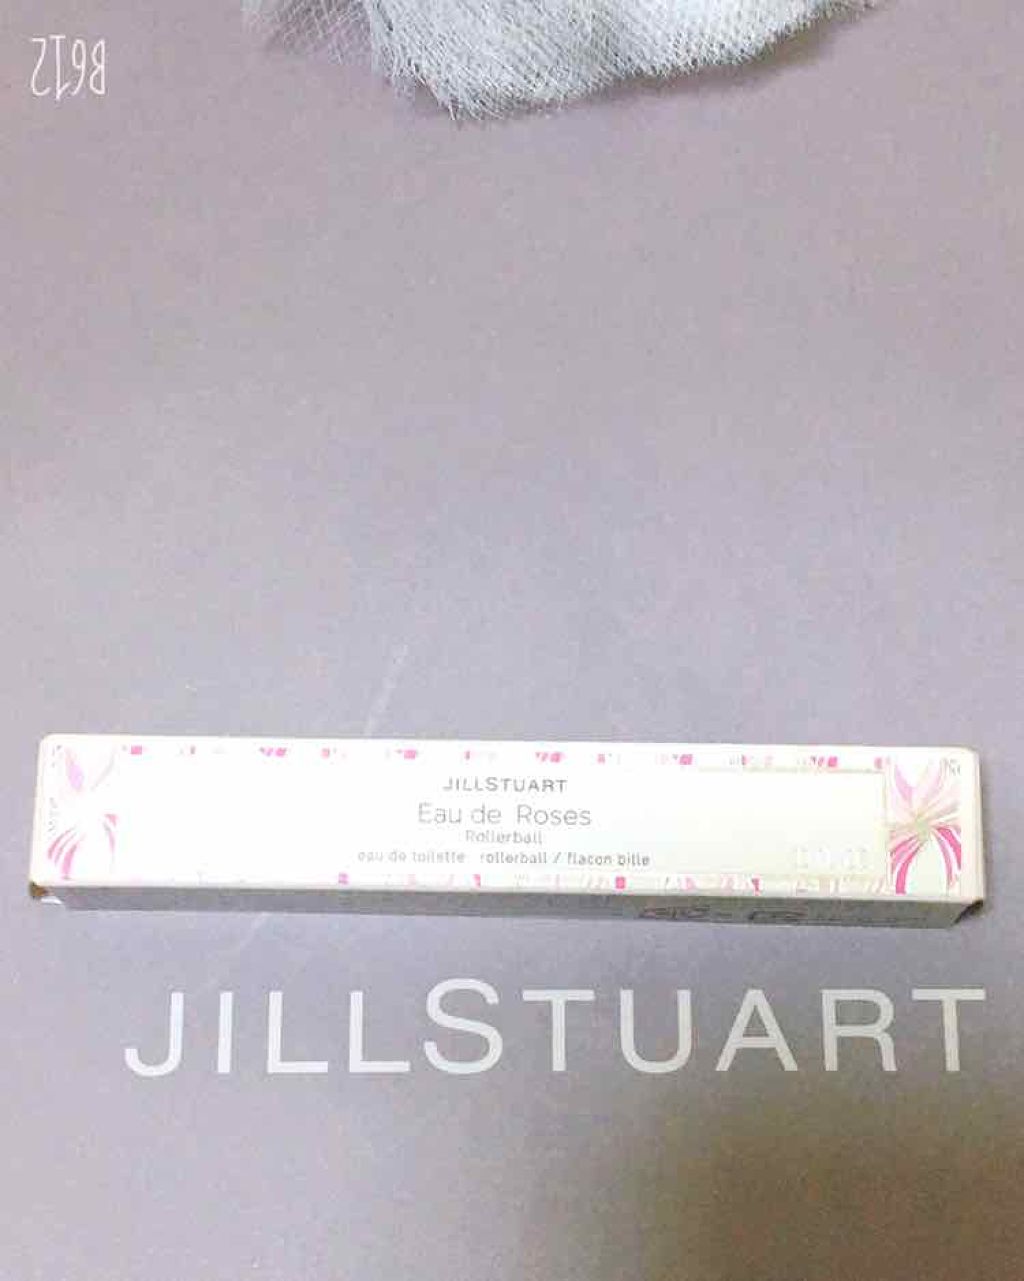 B612
JILLSTUART
Eau de Roses
Rollerball
eau de toilette rollerball / flacon bille
JILLSTUART